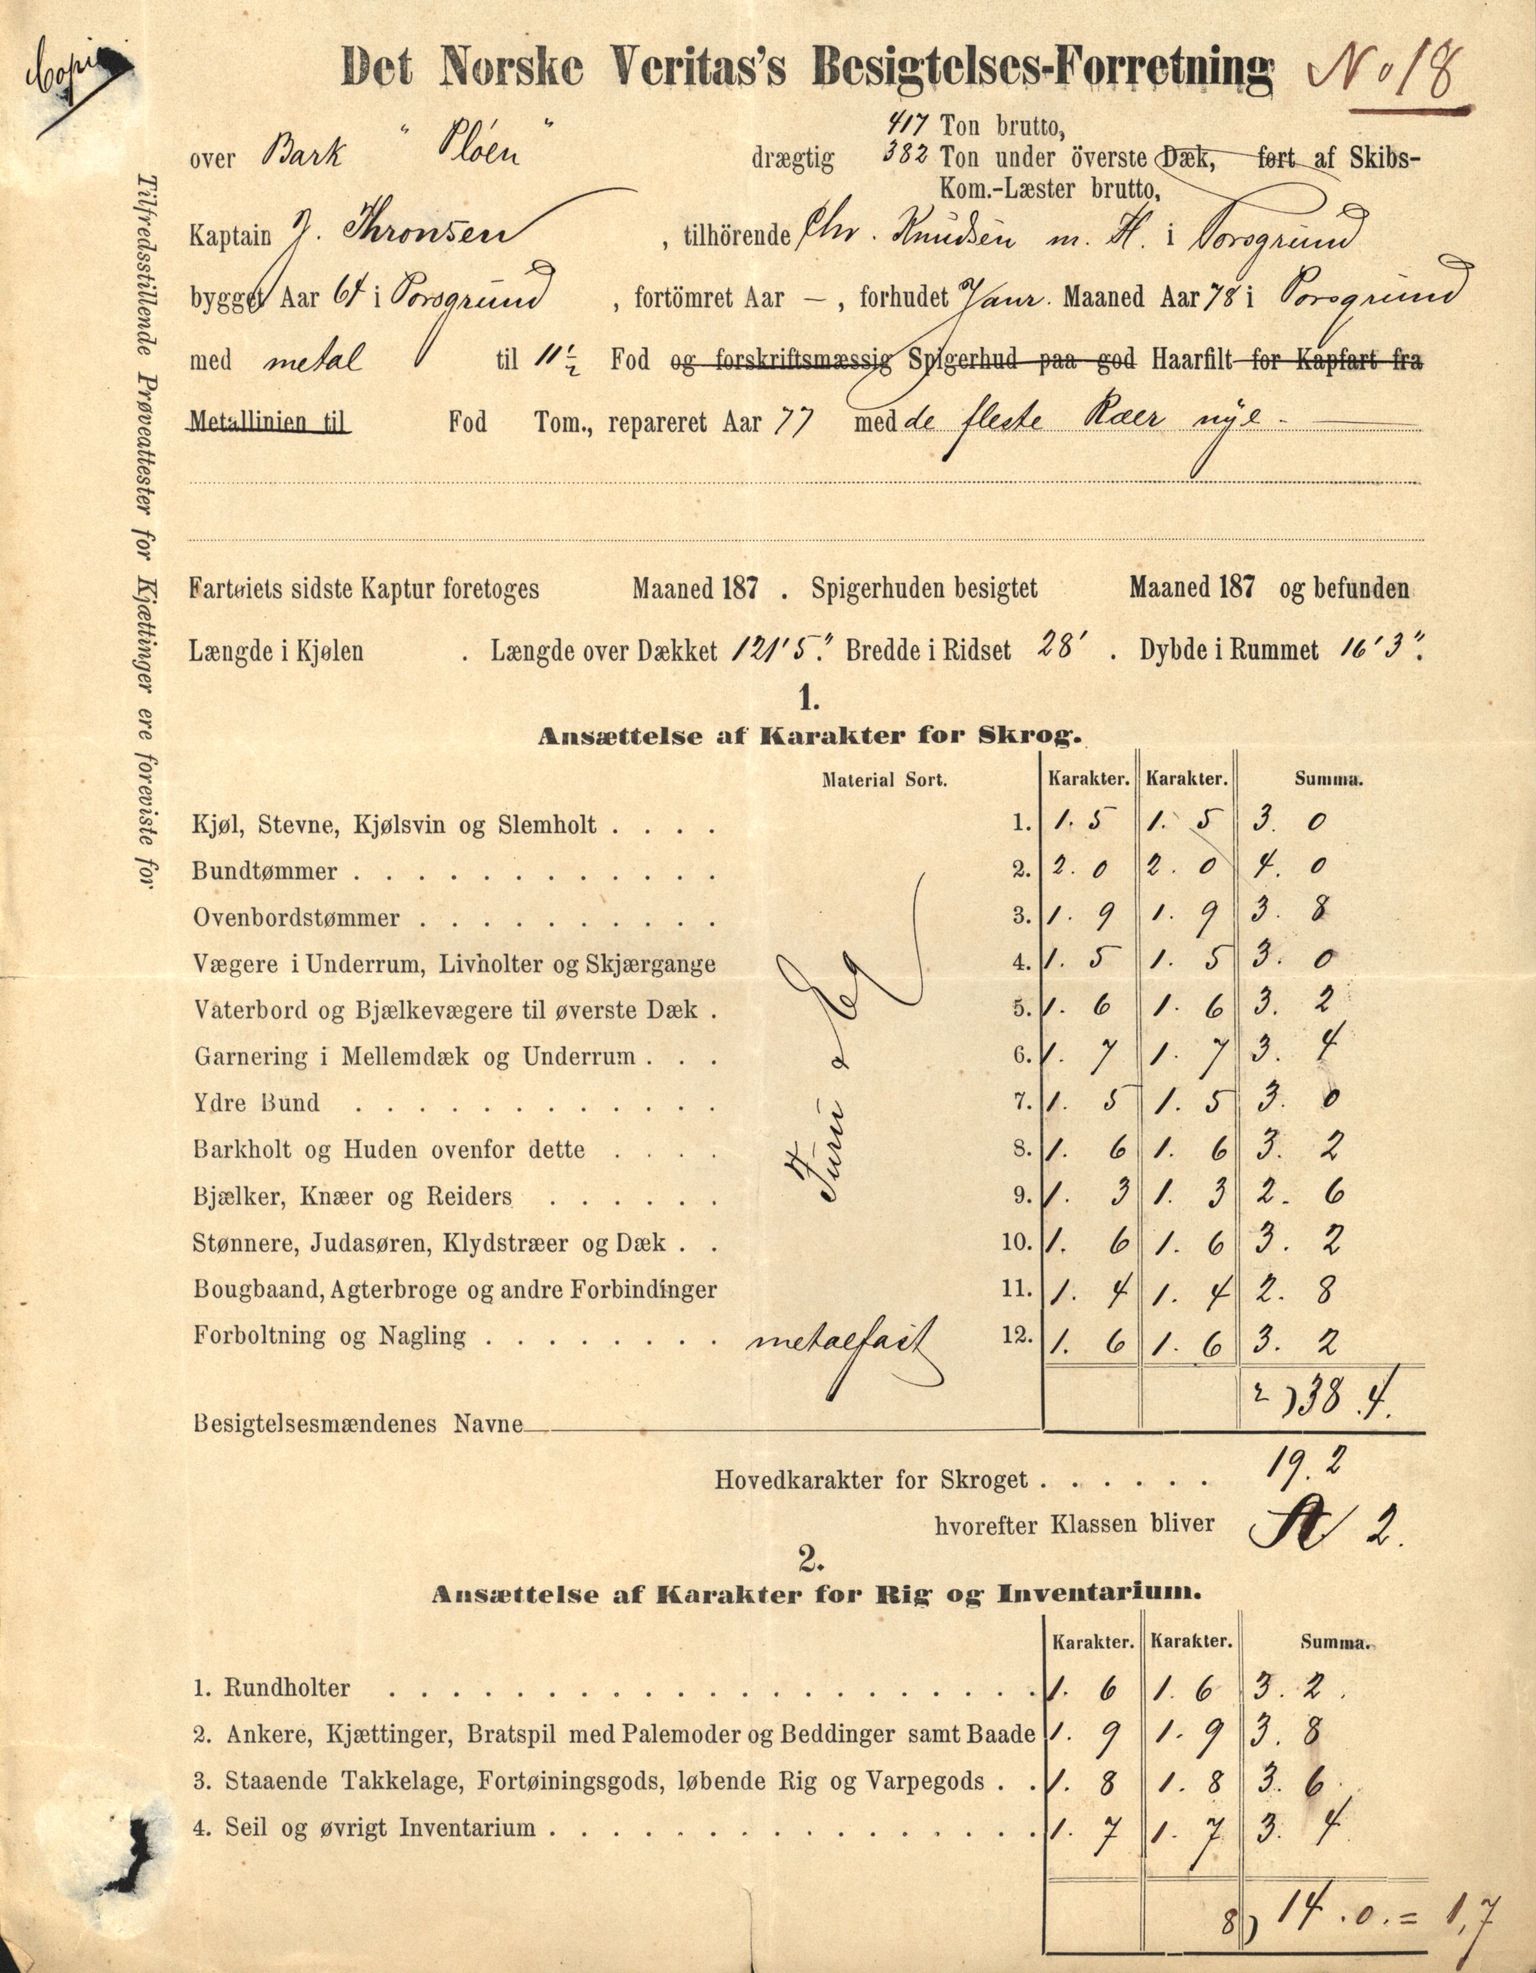 Copi
Det Norske Veritas's Besigtelses-Forretning No 18
over Bark "Ploen" drægtig 417 Ton brutto,
382 Ton under överste Dæk, ført af Skibs-
Kom.-Læster brutto,
Kaptain J. Thronsen, tilhörende Chr. Knudsen m. Fl. i Porsgrund
bygget Aar 64 i Porsgrund, fortömret Aar –, forhudet Janr. Maaned Aar 78 i Porsgrund
med metal til 11 1/2 Fod og forskriftsmæssig Spigerhud paa god Haarfilt for Kapfart fra
Metallinien til Fod Tom., repareret Aar 77 med de fleste Ræer nye -
Fartøiets sidste Kaptur foretoges Maaned 187 . Spigerhuden besigtet Maaned 187 og befunden
Længde i Kjølen . Længde over Dækket 121' 5". Bredde i Ridset 28' . Dybde i Rummet 16' 3".
1.
Ansættelse af Karakter for Skrog.
Material Sort. Karakter. Karakter. Summa.
Kjøl, Stevne, Kjølsvin og Slemholt . . . . 1. 1. 5 1. 5 3. 0
Bundtømmer . . . . . . . . . . . . 2. 2. 0 2. 0 4. 0
Ovenbordstømmer . . . . . . . . . . 3. 1. 9 1. 9 3. 8
Vægere i Underrum, Livholter og Skjærgange 4. 1. 5 1. 5 3. 0
Vaterbord og Bjælkevægere til øverste Dæk . 5. 1. 6 1. 6 3. 2
Garnering i Mellemdæk og Underrum . . . 6. 1. 7 1. 7 3. 4
Ydre Bund . . . . . . . . . . . . 7. 1. 5 1. 5 3. 0
Barkholt og Huden ovenfor dette . . . . 8. 1. 6 1. 6 3. 2
Bjælker, Knæer og Reiders . . . . . . 9. 1. 3 1. 3 2. 6
Stønnere, Judasøren, Klydstræer og Dæk . . 10. 1. 6 1. 6 3. 2
Bougbaand, Agterbroge og andre Forbindinger 11. 1. 4 1. 4 2. 8
Forboltning og Nagling . . . . . . . . metalfast 12. 1. 6 1. 6 3. 2
Furu & Eg
2) 38. 4.
Besigtelsesmændenes Navne
Hovedkarakter for Skroget . . . . . . 19. 2
hvorefter Klassen bliver A 2.
2.
Ansættelse af Karakter for Rig og Inventarium.
Karakter. Karakter. Summa.
1. Rundholter . . . . . . . . . . . . . . . . . . . . 1. 6 1. 6 3. 2.
2. Ankere, Kjættinger, Bratspil med Palemoder og Beddinger samt Baade 1. 9 1. 9 3. 8
3. Staaende Takkelage, Fortøiningsgods, løbende Rig og Varpegods . . 1. 8 1. 8 3. 6
4. Seil og øvrigt Inventarium . . . . . . . . . . . . . . . . 1. 7 1. 7 3. 4
8) 14. 0. = 1,7
Tilfredsstillende Prøveattester for Kjættinger ere foreviste for